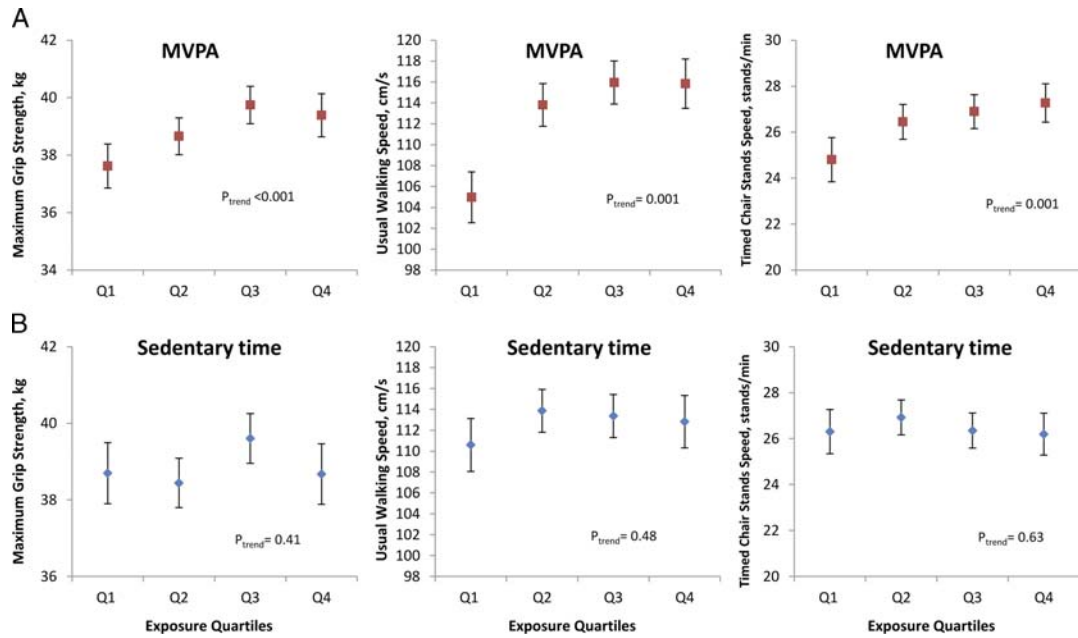 A
MVPA
Maximum Grip Strength, kg
42
40
38
36
34
P trend <0.001
Q1 Q2 Q3 Q4
MVPA
Usual Walking Speed, cm/s
120
118
116
114
112
110
108
106
104
102
100
98
P trend = 0.001
Q1 Q2 Q3 Q4
MVPA
Timed Chair Stands Speed, stands/min
30
28
26
24
22
20
P trend = 0.001
Q1 Q2 Q3 Q4
B
Sedentary time
Maximum Grip Strength, kg
42
40
38
36
P trend = 0.41
Q1 Q2 Q3 Q4
Exposure Quartiles
Sedentary time
Usual Walking Speed, cm/s
120
118
116
114
112
110
108
106
104
102
100
98
P trend = 0.48
Q1 Q2 Q3 Q4
Exposure Quartiles
Sedentary time
Timed Chair Stands Speed, stands/min
30
28
26
24
22
20
P trend = 0.63
Q1 Q2 Q3 Q4
Exposure Quartiles